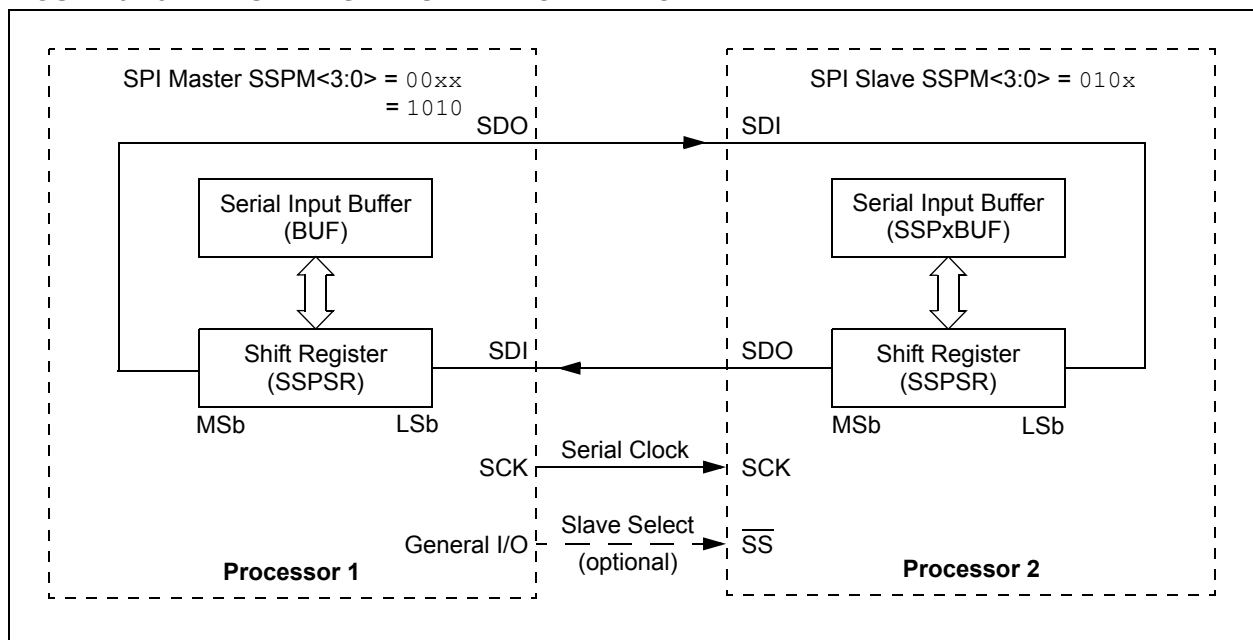 SPI Master SSPM<3:0> = 00xx
= 1010
SPI Slave SSPM<3:0> = 010x
SDO
SDI
Serial Input Buffer
(BUF)
Serial Input Buffer
(SSPxBUF)
SDI
SDO
Shift Register
(SSPSR)
Shift Register
(SSPSR)
MSb
LSb
MSb
LSb
SCK
Serial Clock
SCK
General I/O
Slave Select
(optional)
SS
Processor 1
Processor 2